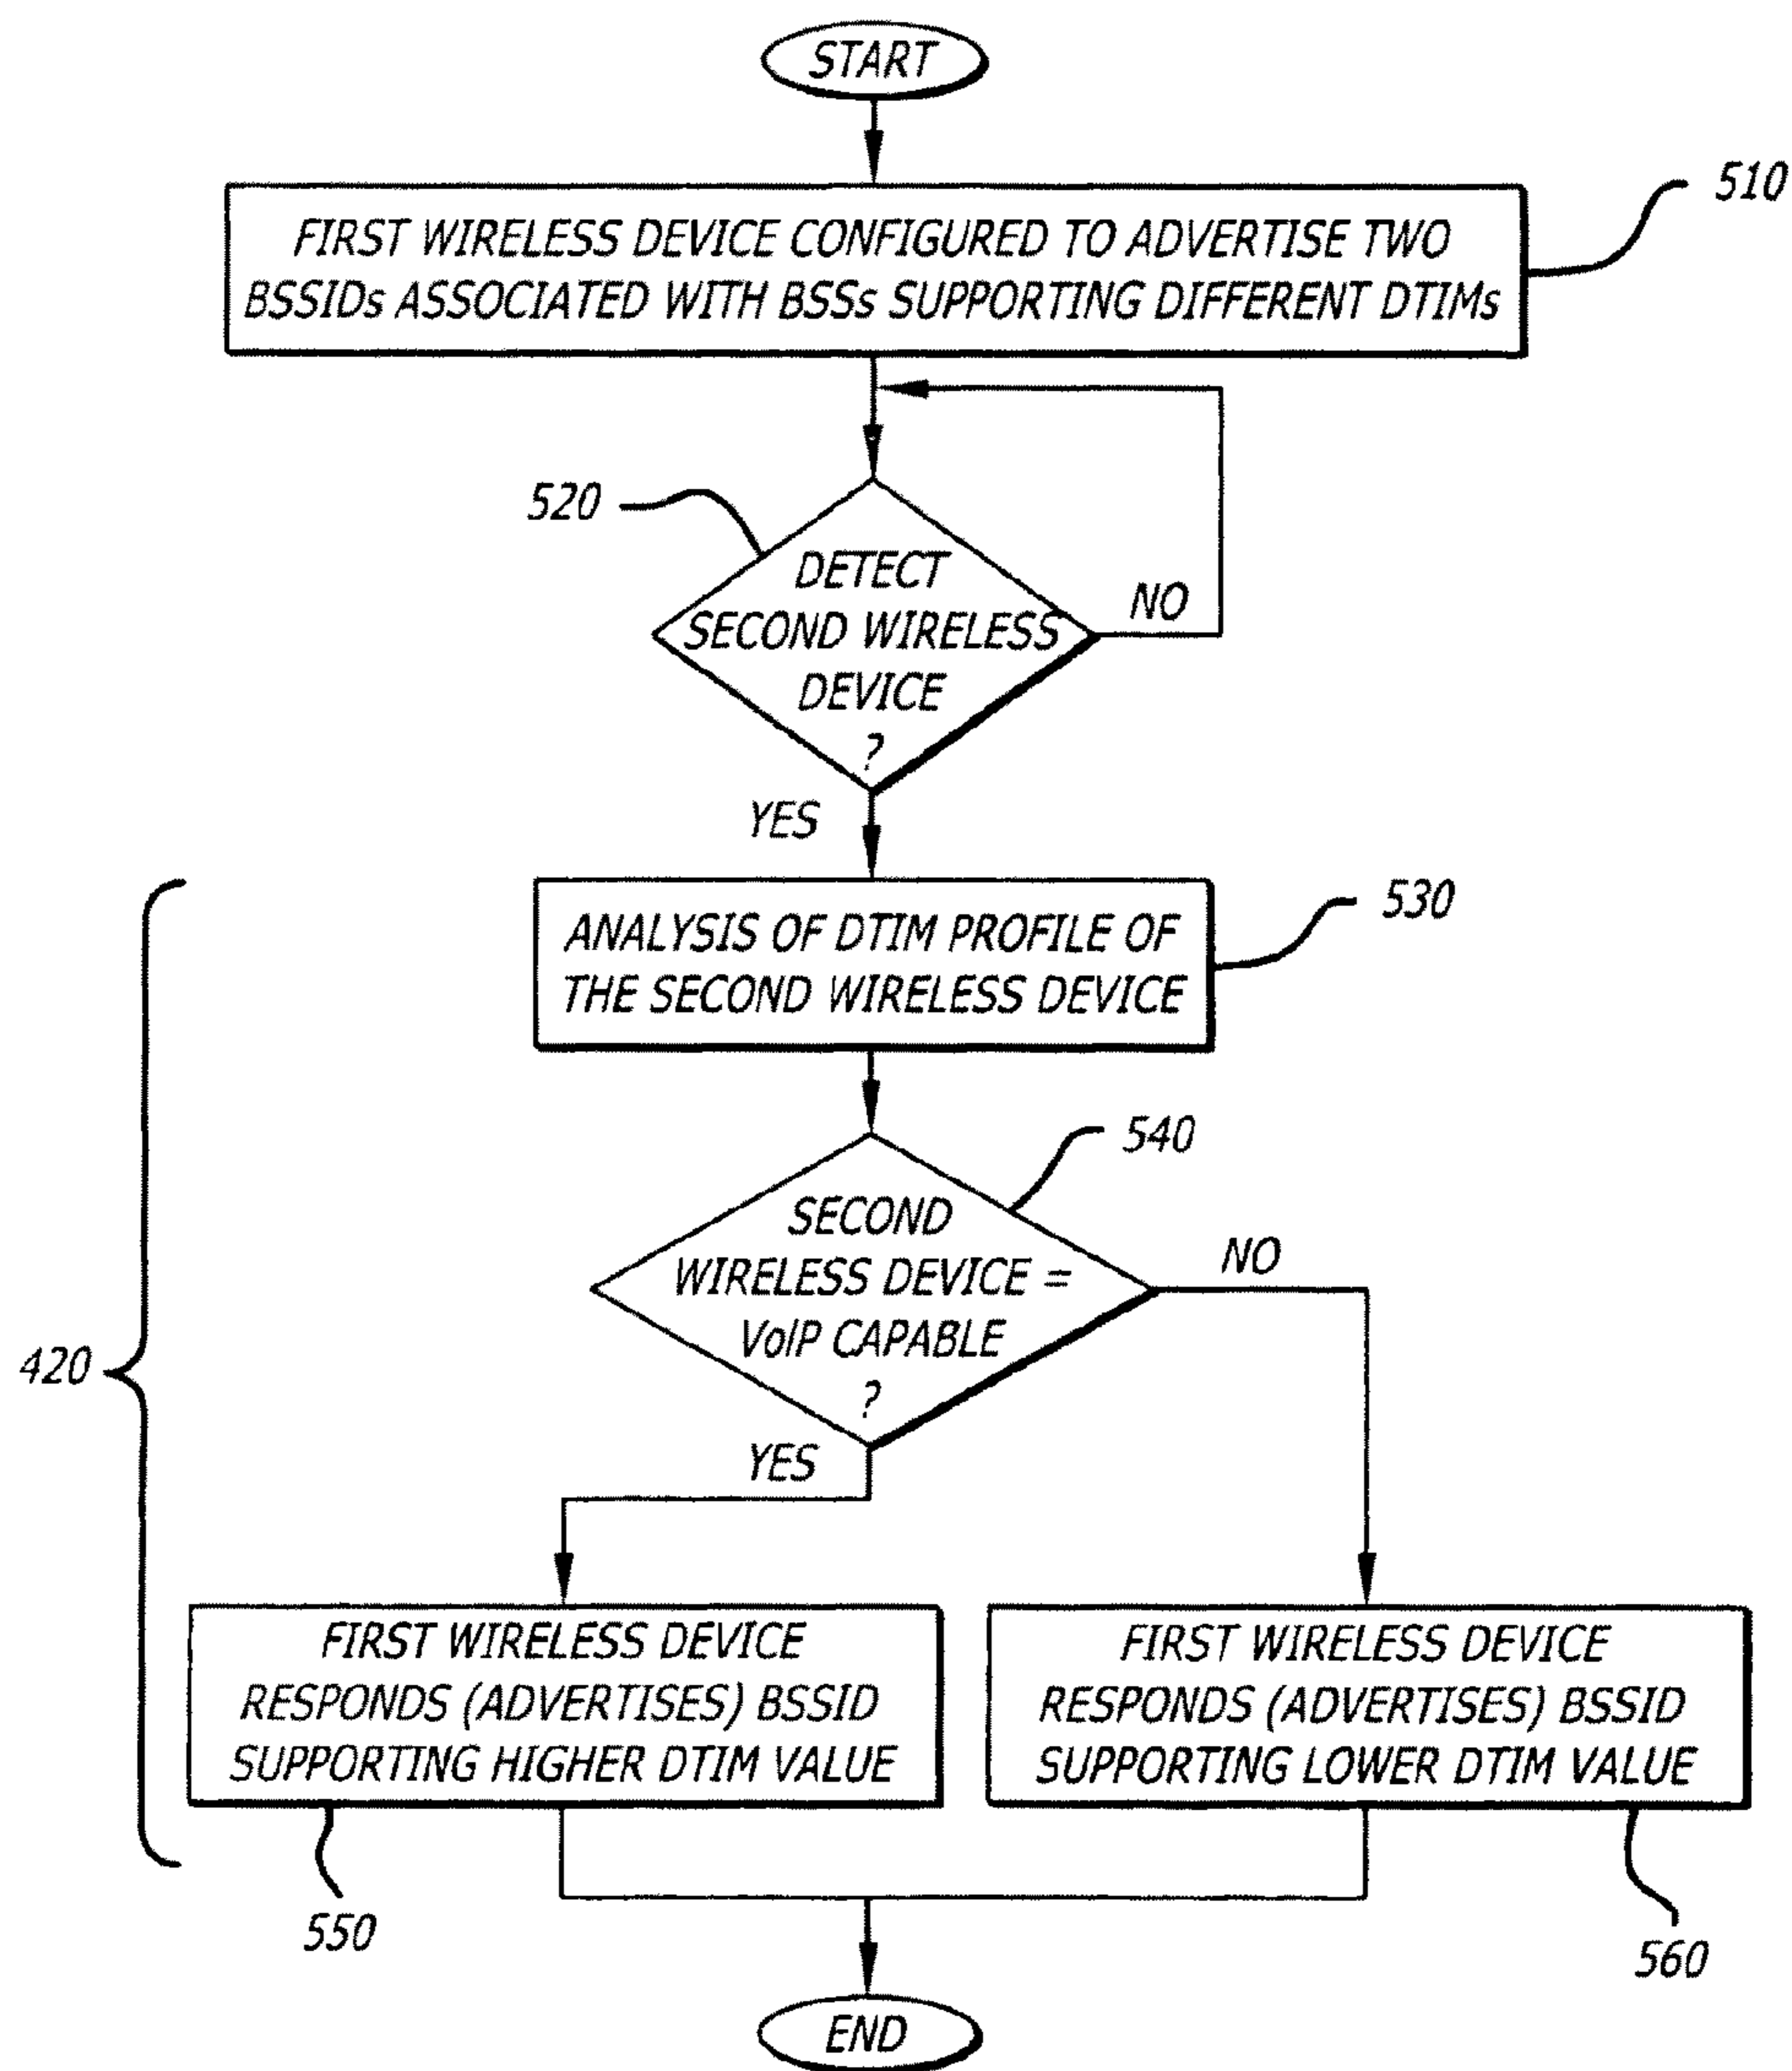 START
510
FIRST WIRELESS DEVICE CONFIGURED TO ADVERTISE TWO
BSSIDs ASSOCIATED WITH BSSs SUPPORTING DIFFERENT DTIMs
520
DETECT
SECOND WIRELESS
DEVICE
?
NO
YES
530
ANALYSIS OF DTIM PROFILE OF
THE SECOND WIRELESS DEVICE
540
SECOND
WIRELESS DEVICE =
VoIP CAPABLE
?
NO
YES
420
FIRST WIRELESS DEVICE
RESPONDS (ADVERTISES) BSSID
SUPPORTING HIGHER DTIM VALUE
550
FIRST WIRELESS DEVICE
RESPONDS (ADVERTISES) BSSID
SUPPORTING LOWER DTIM VALUE
560
END